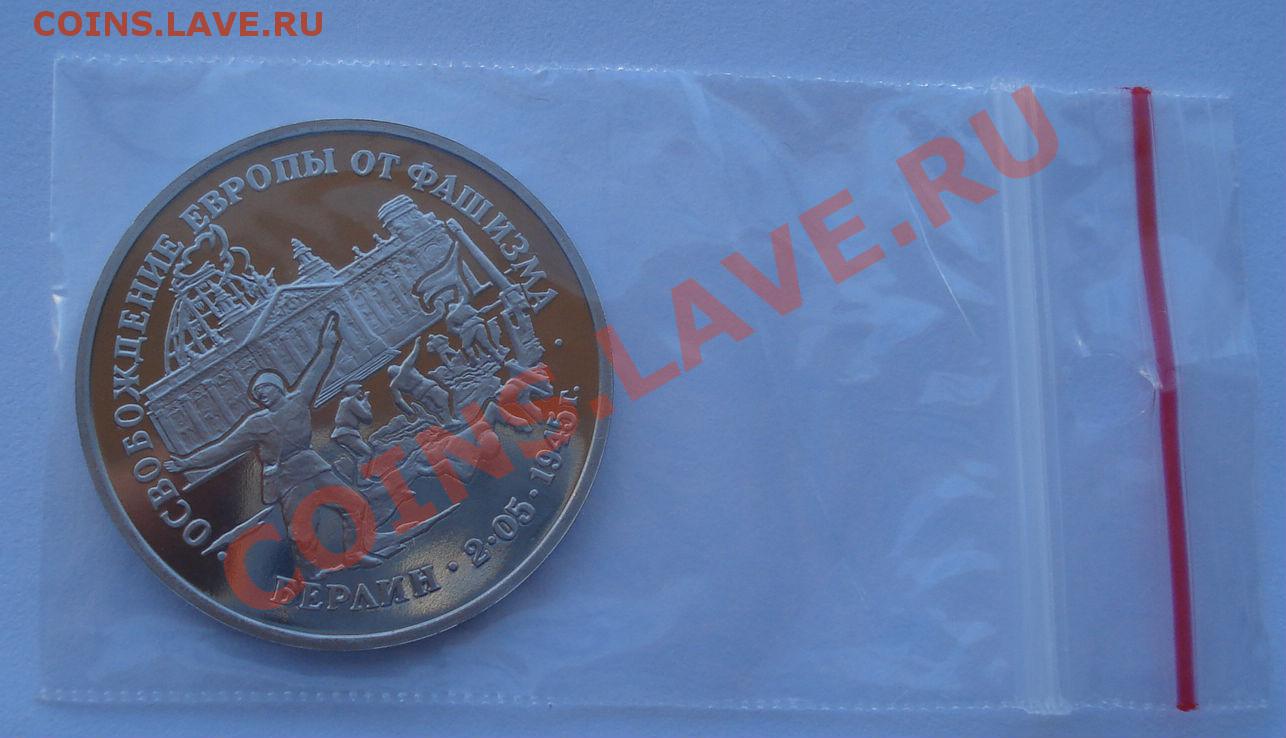 COINS.LAVE.RU
COINS.LAVE.RU
· ОСВОБОЖДЕНИЕ ЕВРОПЫ ОТ ФАШИЗМА ·
БЕРЛИН · 2·05·1945 г.